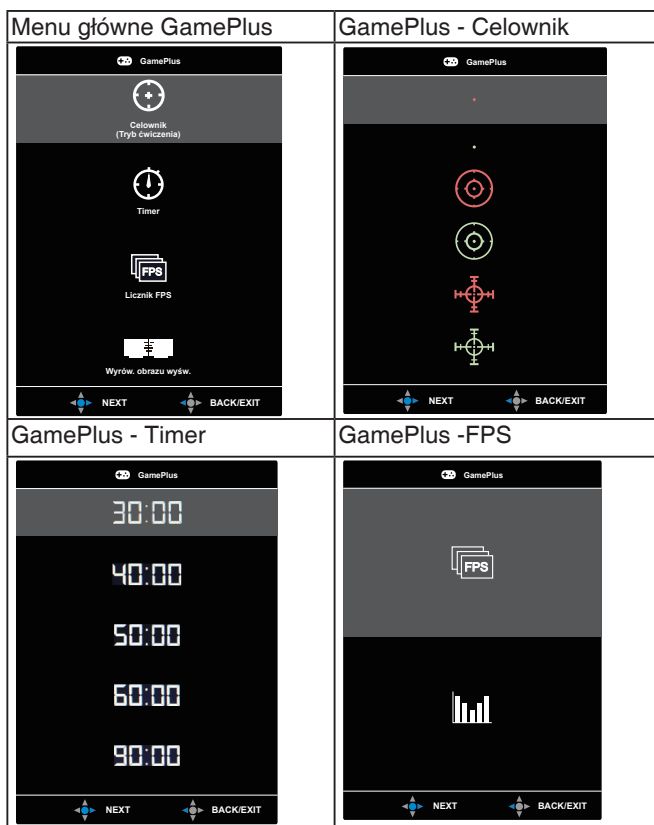 Menu główne GamePlus
GamePlus
Celownik
(Tryb ćwiczenia)
Timer
FPS
Licznik FPS
Wyrów. obrazu wyśw.
NEXT BACK/EXIT
GamePlus - Celownik
GamePlus
NEXT BACK/EXIT
GamePlus - Timer
GamePlus
30:00
40:00
50:00
60:00
90:00
NEXT BACK/EXIT
GamePlus -FPS
GamePlus
FPS
NEXT BACK/EXIT